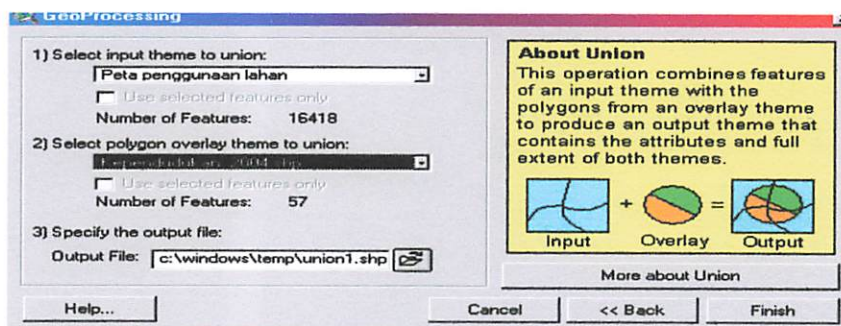 GeoProcessing
1) Select input theme to union:
Peta penggunaan lahan
Use selected features only
Number of Features: 16418
2) Select polygon overlay theme to union:
Kependudukan_2004.shp
Use selected features only
Number of Features: 57
3) Specify the output file:
Output File: c:\windows\temp\union1.shp
About Union
This operation combines features
of an input theme with the
polygons from an overlay theme
to produce an output theme that
contains the attributes and full
extent of both themes.
+ =
Input Overlay Output
More about Union
Help... Cancel << Back Finish